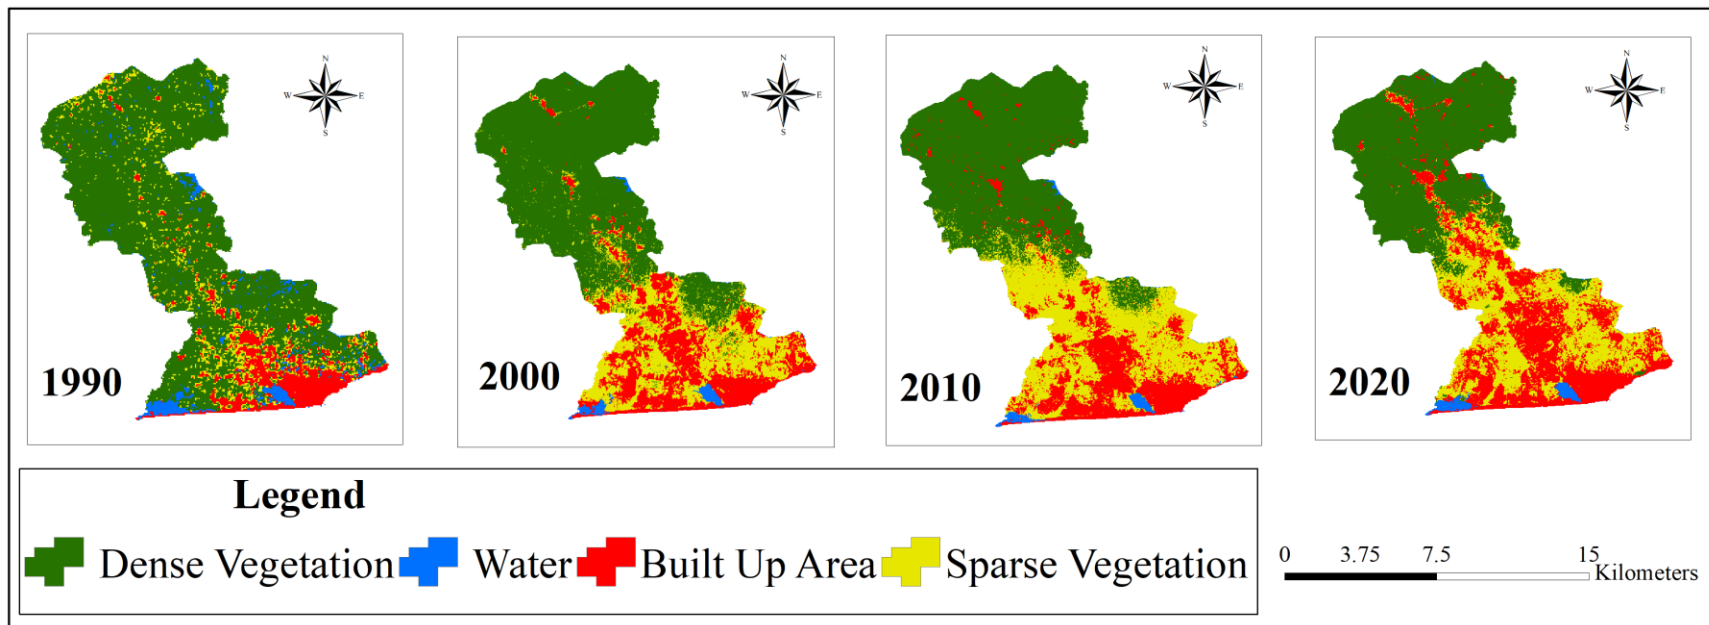 N
W E
S
N
W E
S
N
W E
S
N
W E
S
1990
2000
2010
2020
Legend
Dense Vegetation
Water
Built Up Area
Sparse Vegetation
0 3.75 7.5 15
Kilometers